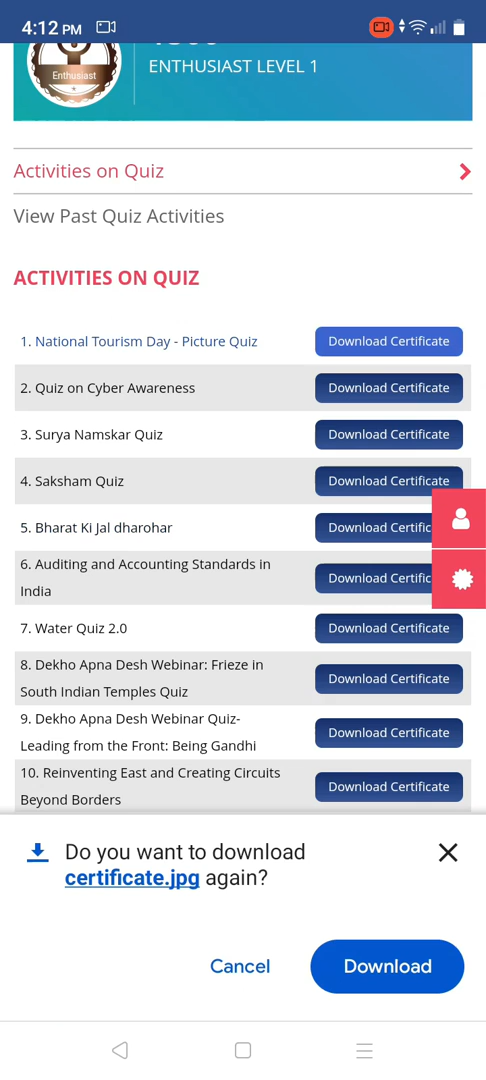 4:12 PM
Enthusiast
ENTHUSIAST LEVEL 1
Activities on Quiz
View Past Quiz Activities
ACTIVITIES ON QUIZ
1. National Tourism Day - Picture Quiz Download Certificate
2. Quiz on Cyber Awareness Download Certificate
3. Surya Namskar Quiz Download Certificate
4. Saksham Quiz Download Certificate
5. Bharat Ki Jal dharohar Download Certific
6. Auditing and Accounting Standards in
India Download Certific
7. Water Quiz 2.0 Download Certificate
8. Dekho Apna Desh Webinar: Frieze in
South Indian Temples Quiz Download Certificate
9. Dekho Apna Desh Webinar Quiz-
Leading from the Front: Being Gandhi Download Certificate
10. Reinventing East and Creating Circuits
Beyond Borders Download Certificate
Do you want to download
certificate.jpg again?
Cancel Download